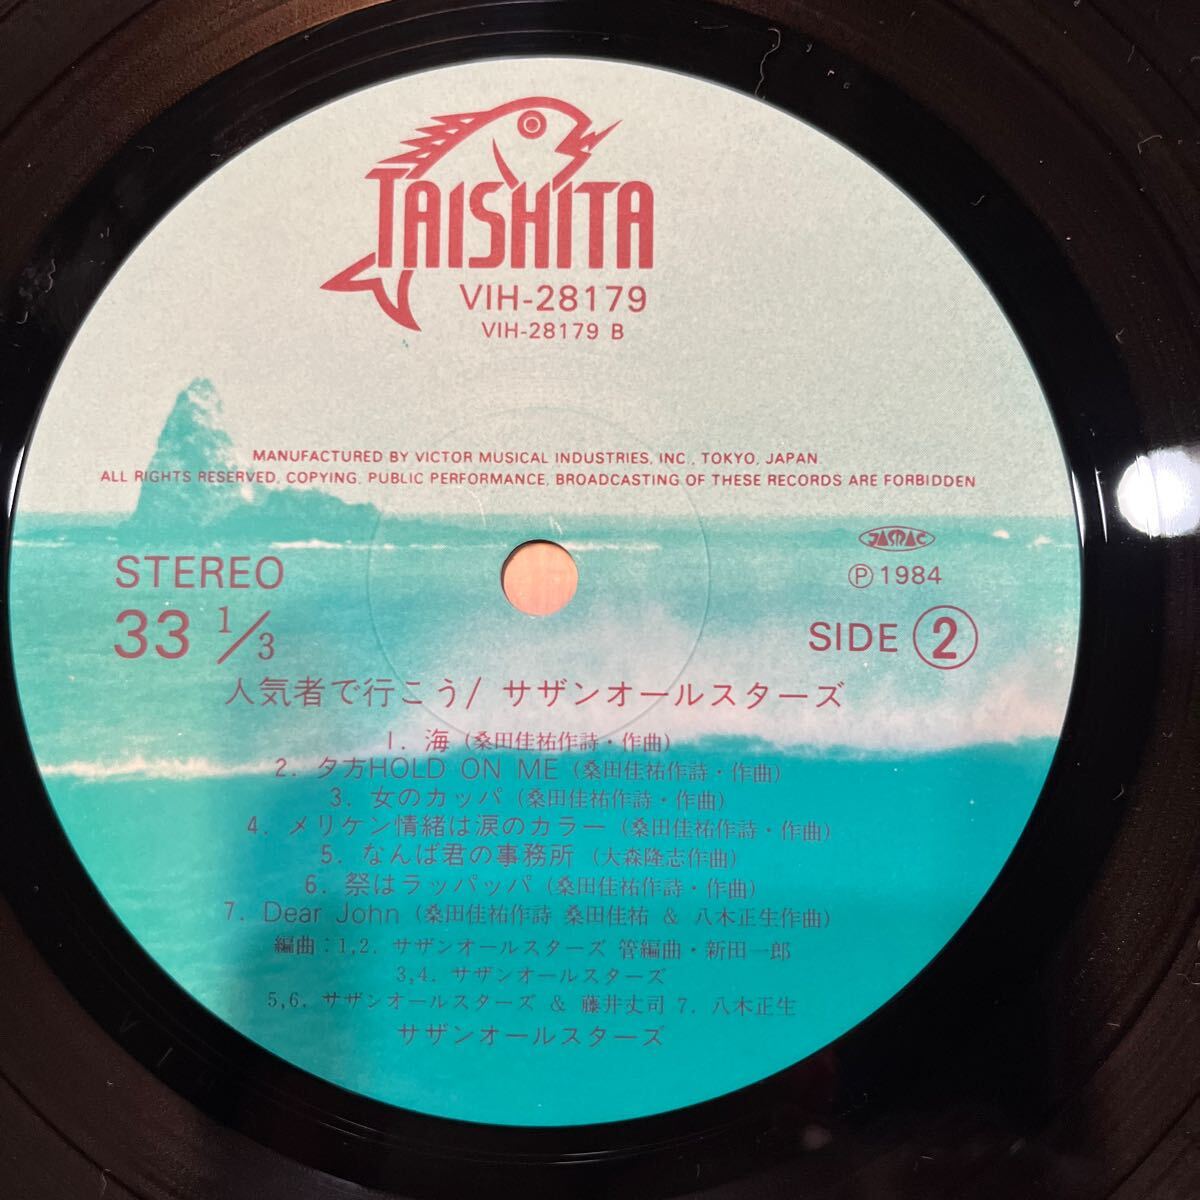 TAISHITA
VIH-28179
VIH-28179 B
MANUFACTURED BY VICTOR MUSICAL INDUSTRIES, INC., TOKYO, JAPAN.
ALL RIGHTS RESERVED. COPYING, PUBLIC PERFORMANCE, BROADCASTING OF THESE RECORDS ARE FORBIDDEN
JASRAC
STEREO
Ⓟ 1984
33 1/3
SIDE ②
人気者で行こう/ サザンオールスターズ
1. 海 (桑田佳祐作詩・作曲)
2. 夕方HOLD ON ME (桑田佳祐作詩・作曲)
3. 女のカッパ (桑田佳祐作詩・作曲)
4. メリケン情緒は涙のカラー (桑田佳祐作詩・作曲)
5. なんば君の事務所 (大森隆志作曲)
6. 祭はラッパッパ (桑田佳祐作詩・作曲)
7. Dear John (桑田佳祐作詩 桑田佳祐 & 八木正生作曲)
編曲:1,2. サザンオールスターズ 管編曲・新田一郎
3,4. サザンオールスターズ
5,6. サザンオールスターズ & 藤井丈司 7. 八木正生
サザンオールスターズ